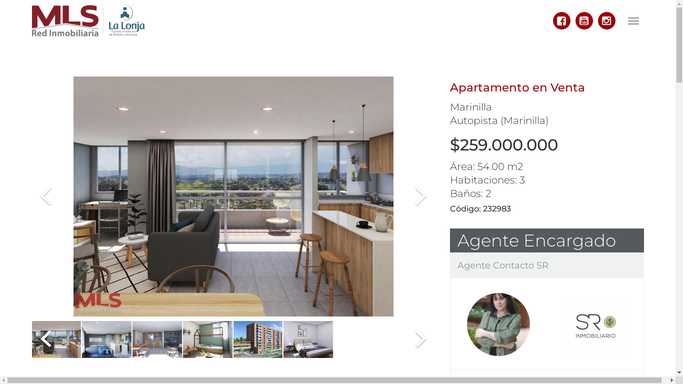 MLS
Red Inmobiliaria
La Lonja
Apartamento en Venta
Marinilla
Autopista (Marinilla)
$259.000.000
Área: 54.00 m2
Habitaciones: 3
Baños: 2
Código: 232983
Agente Encargado
Agente Contacto SR
MLS
SR
INMOBILIARIO